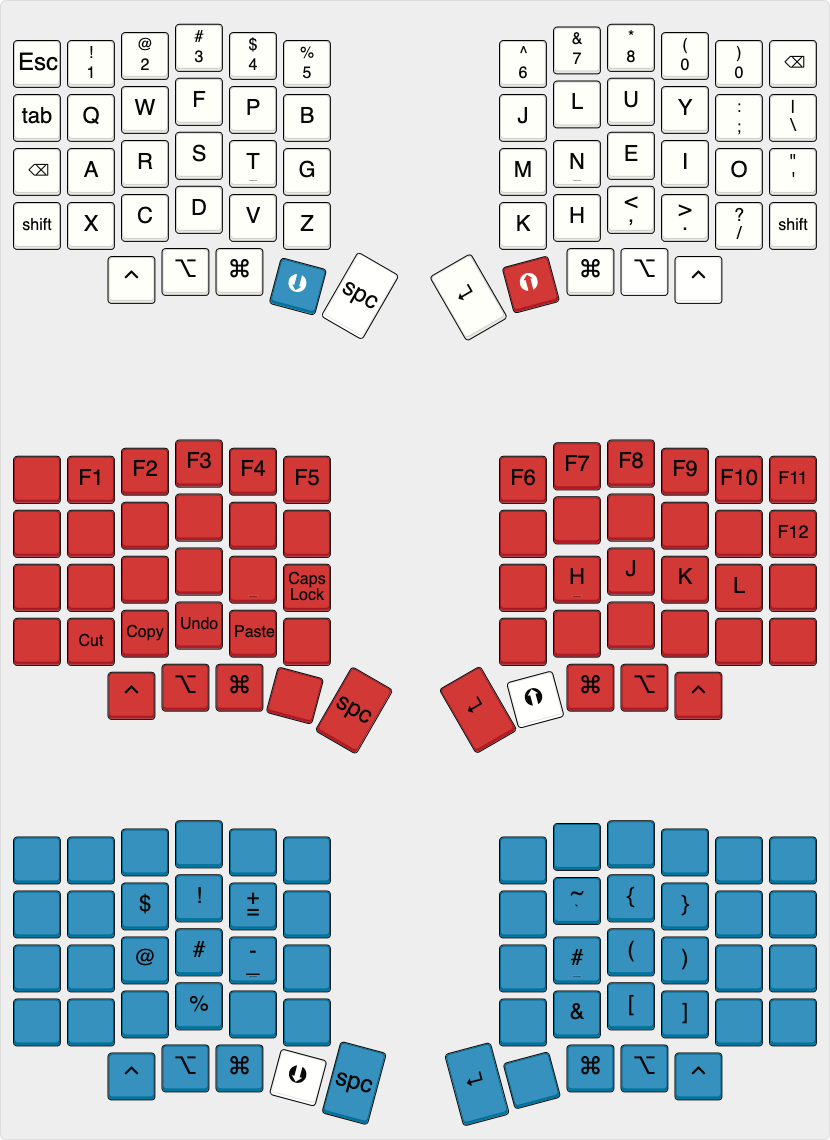 Esc ! 1 @ 2 # 3 $ 4 % 5 ^ 6 & 7 * 8 ( 0 ) 0 ⌫
tab Q W F P B J L U Y : ; | \
⌫ A R S T _ G M N _ E I O " '
shift X C D V Z K H < , > . ? / shift
^ ⌥ ⌘ spc ↵ ⌘ ⌥ ^
F1 F2 F3 F4 F5 F6 F7 F8 F9 F10 F11
F12
_ Caps Lock H _ J K L
Cut Copy Undo Paste
^ ⌥ ⌘ spc ↵ ⌘ ⌥ ^
$ ! + = ~ ` { }
@ # - _ # _ ( )
% & [ ]
^ ⌥ ⌘ spc ↵ ⌘ ⌥ ^